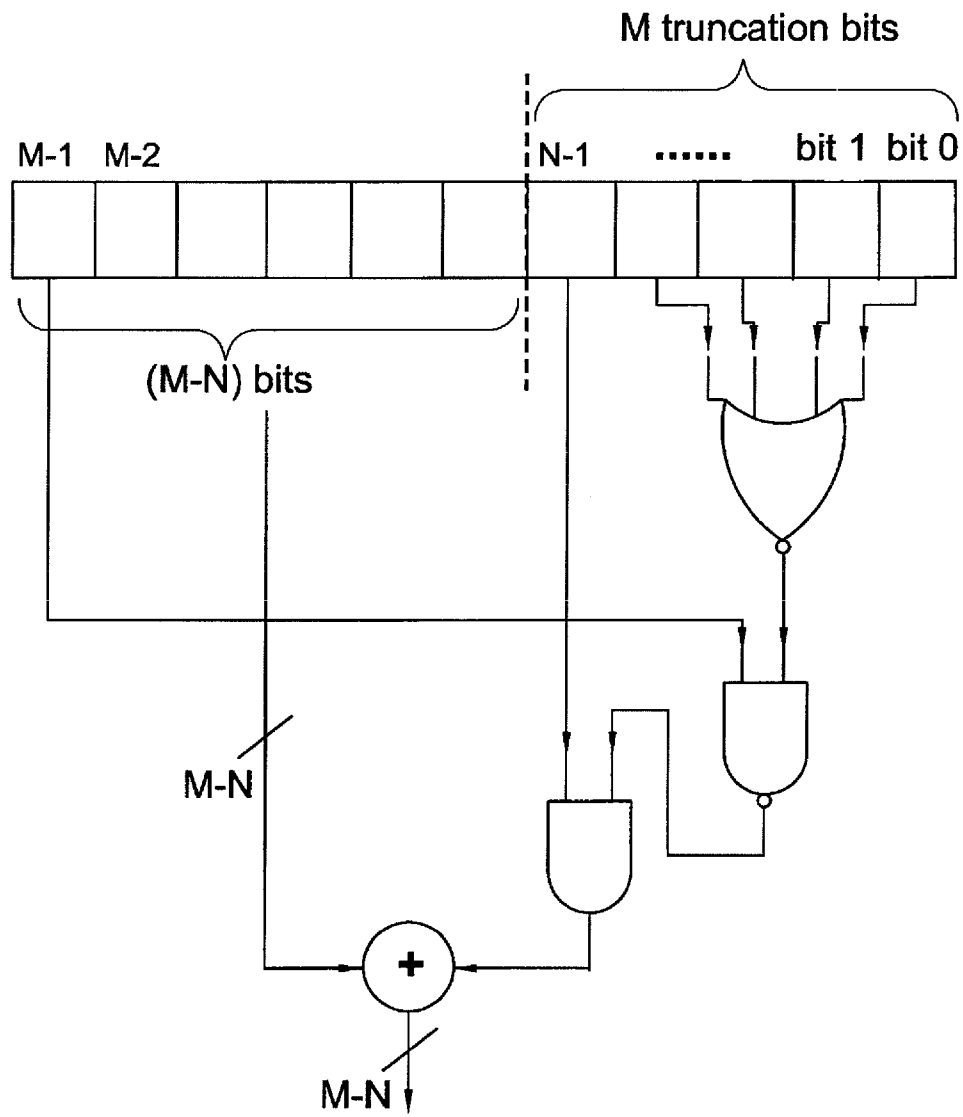 M truncation bits
M-1 M-2 N-1 ...... bit 1 bit 0
(M-N) bits
M-N
+
M-N